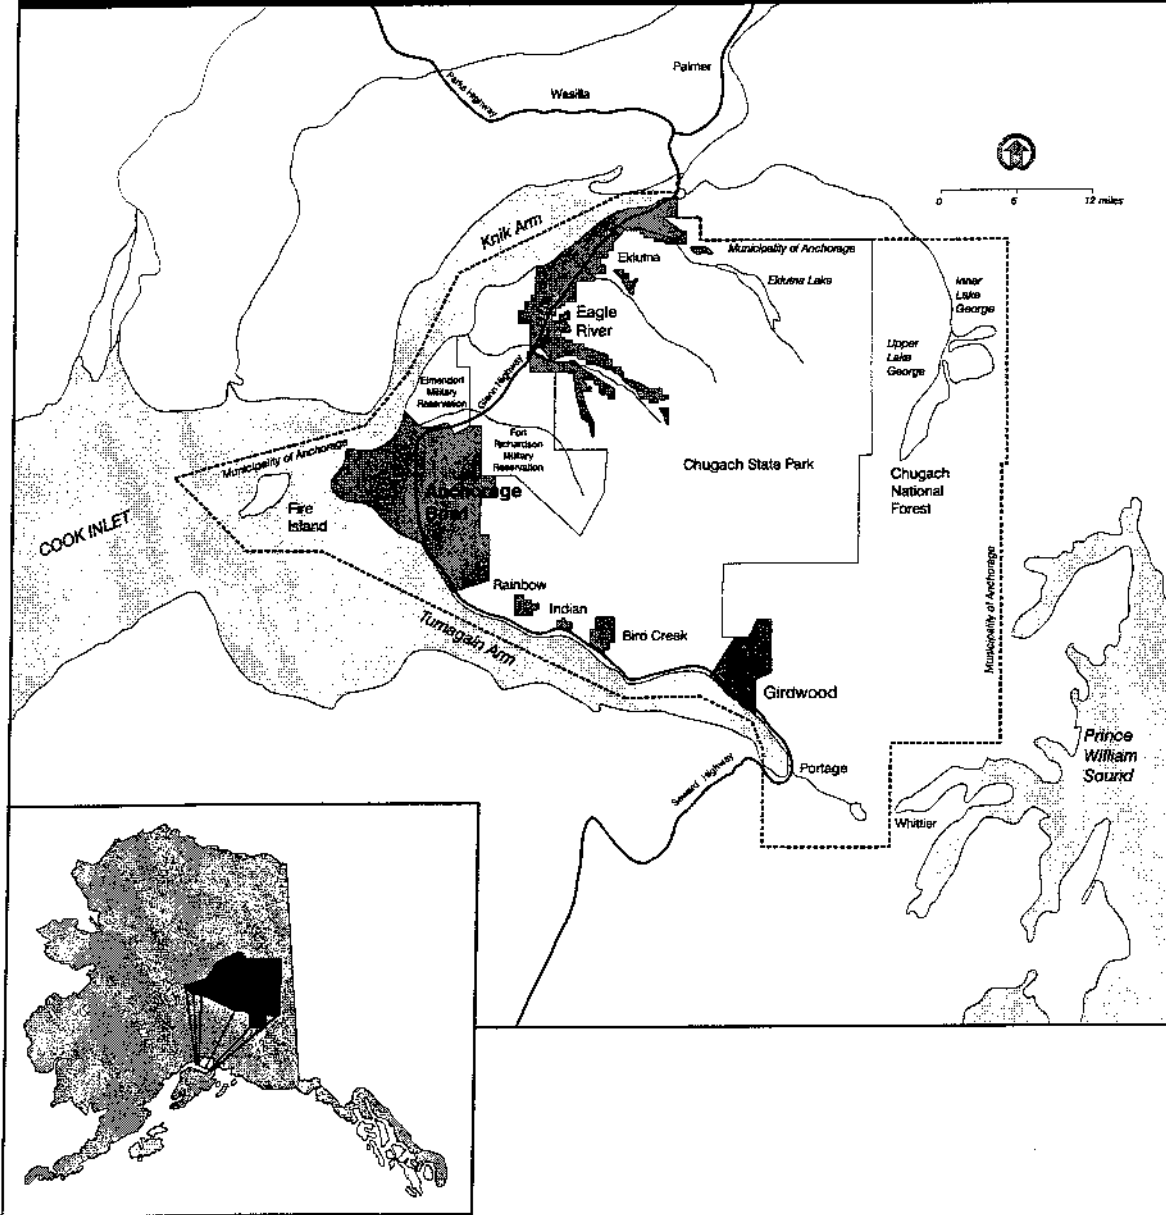 Palmer
Parks Highway
Wasilla
0 6 12 miles
Knik Arm
Municipality of Anchorage
Eklutna
Eklutna Lake
Inner
Lake
George
Eagle
River
Upper
Lake
George
Glenn Highway
Elmendorf
Military
Reservation
Fort
Richardson
Military
Reservation
Municipality of Anchorage
Chugach State Park
Chugach
National
Forest
Anchorage
Bowl
Fire
Island
COOK INLET
Rainbow
Indian
Bird Creek
Turnagain Arm
Municipality of Anchorage
Girdwood
Prince
William
Sound
Seward Highway
Portage
Whittier